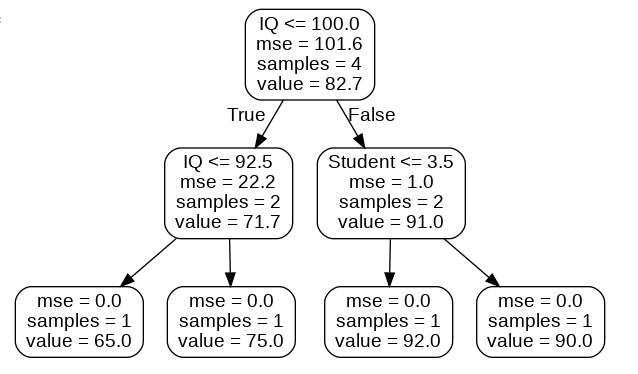 IQ <= 100.0
mse = 101.6
samples = 4
value = 82.7
True
False
IQ <= 92.5
mse = 22.2
samples = 2
value = 71.7
Student <= 3.5
mse = 1.0
samples = 2
value = 91.0
mse = 0.0
samples = 1
value = 65.0
mse = 0.0
samples = 1
value = 75.0
mse = 0.0
samples = 1
value = 92.0
mse = 0.0
samples = 1
value = 90.0